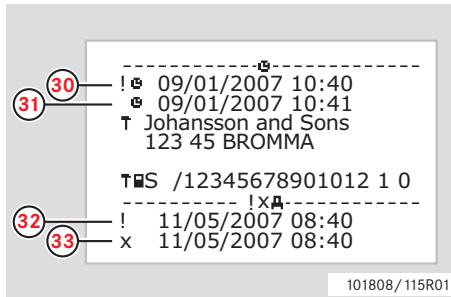 30 ! 09/01/2007 10:40
31 09/01/2007 10:41
Johansson and Sons
123 45 BROMMA
S /12345678901012 1 0
---------- !x-------------
32 ! 11/05/2007 08:40
33 x 11/05/2007 08:40
101808/115R01